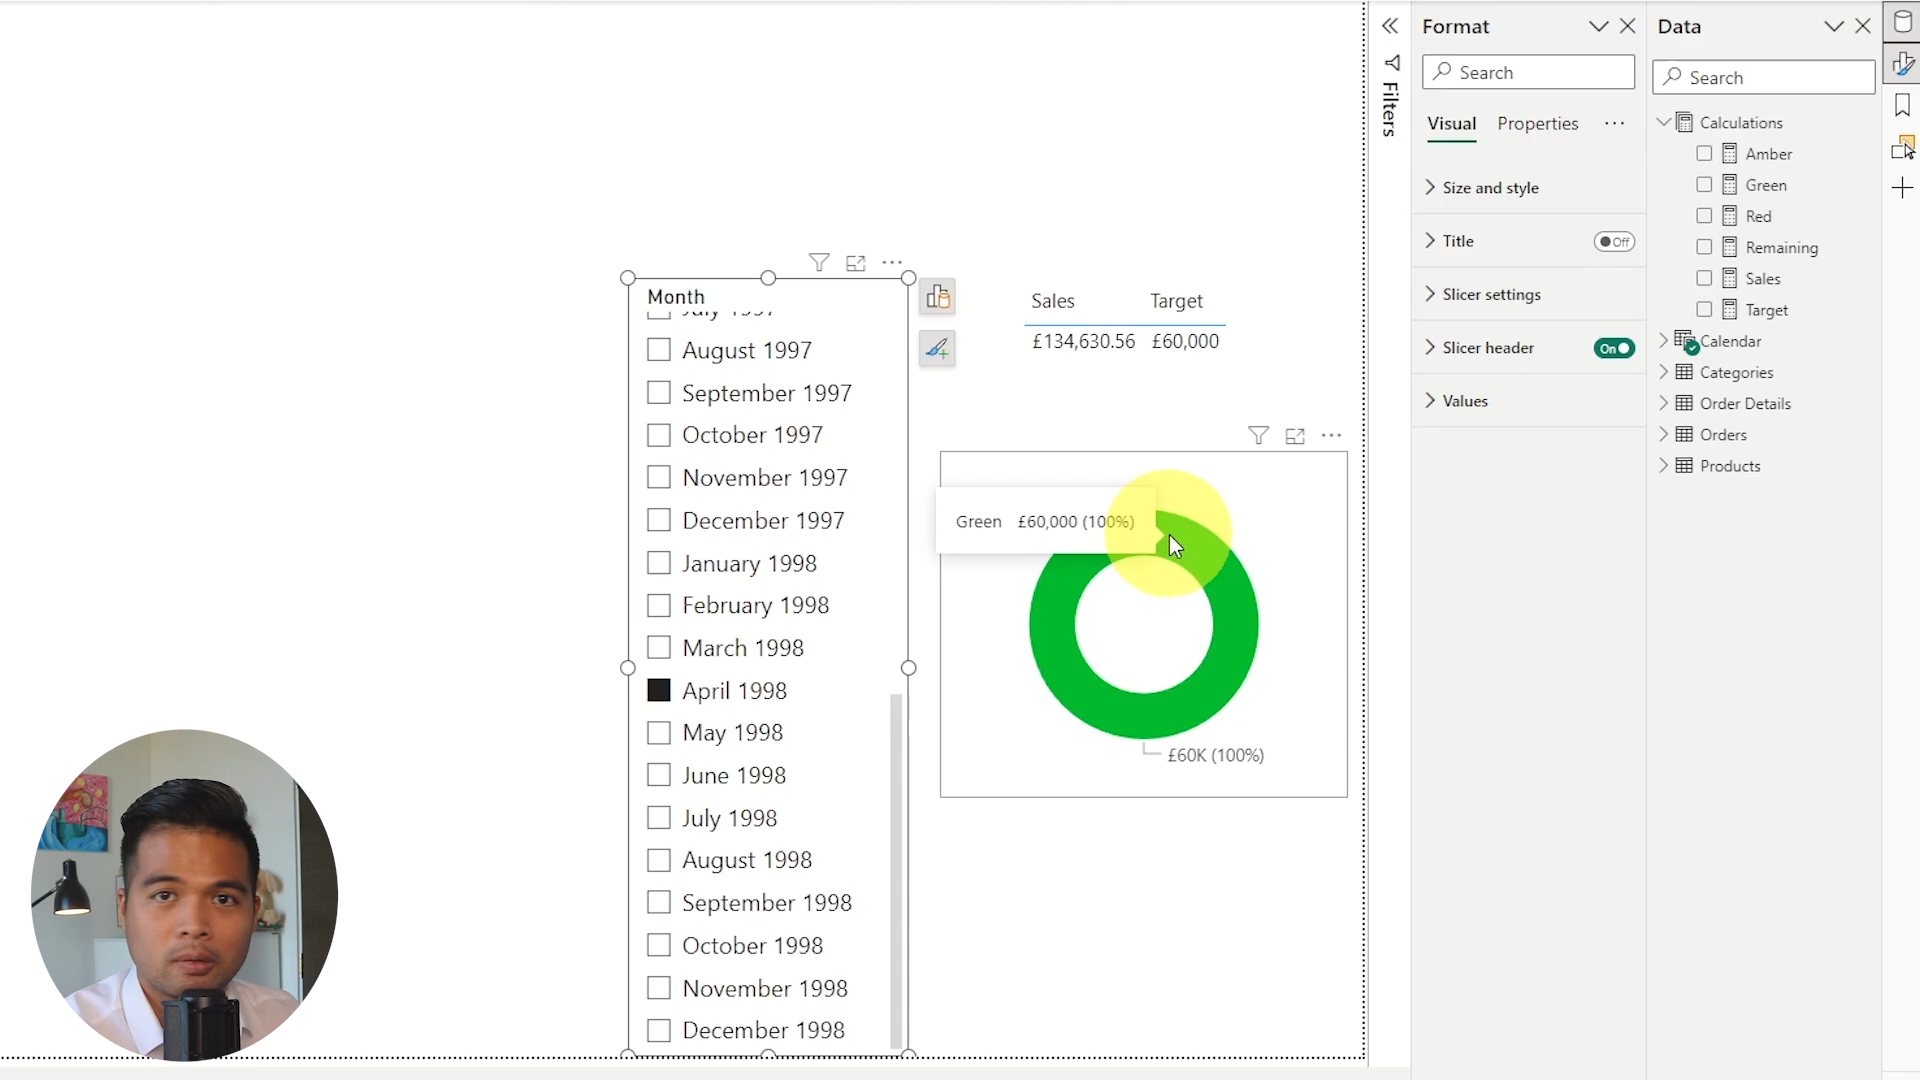 Month
July 1997
August 1997
September 1997
October 1997
November 1997
December 1997
January 1998
February 1998
March 1998
April 1998
May 1998
June 1998
July 1998
August 1998
September 1998
October 1998
November 1998
December 1998
Sales Target
£134,630.56 £60,000
Green £60,000 (100%)
£60K (100%)
Filters
Format
Search
Visual Properties
Size and style
Title Off
Slicer settings
Slicer header On
Values
Data
Search
Calculations
Amber
Green
Red
Remaining
Sales
Target
Calendar
Categories
Order Details
Orders
Products